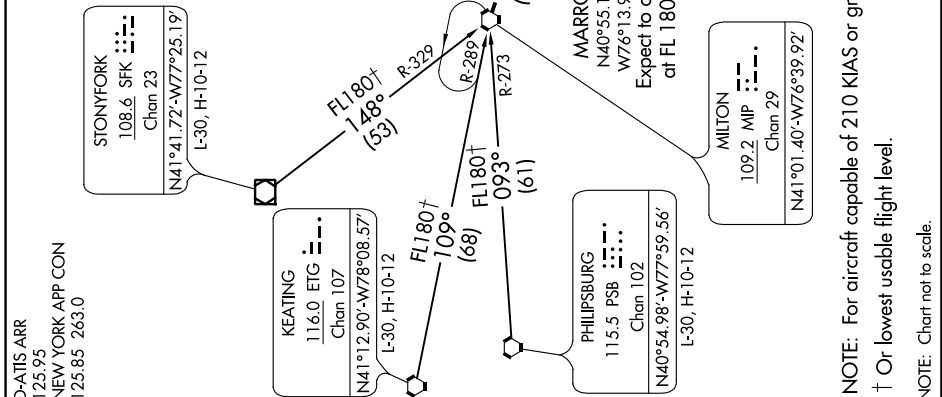 D-ATIS ARR
125.95
NEW YORK APP CON
125.85 263.0
STONYFORK
108.6 SFK
Chan 23
N41°41.72'-W77°25.19'
L-30, H-10-12
FL180†
148°
(53)
R-329
R-289
R-273
KEATING
116.0 ETG
Chan 107
N41°12.90'-W78°08.57'
L-30, H-10-12
FL180†
109°
(68)
FL180†
093°
(61)
PHILIPSBURG
115.5 PSB
Chan 102
N40°54.98'-W77°59.56'
L-30, H-10-12
N40°55.1
W76°13.9
Expect to c
at FL 180
MILTON
109.2 MIP
Chan 29
N41°01.40'-W76°39.92'
NOTE: For aircraft capable of 210 KIAS or gr
† Or lowest usable flight level.
NOTE: Chart not to scale.